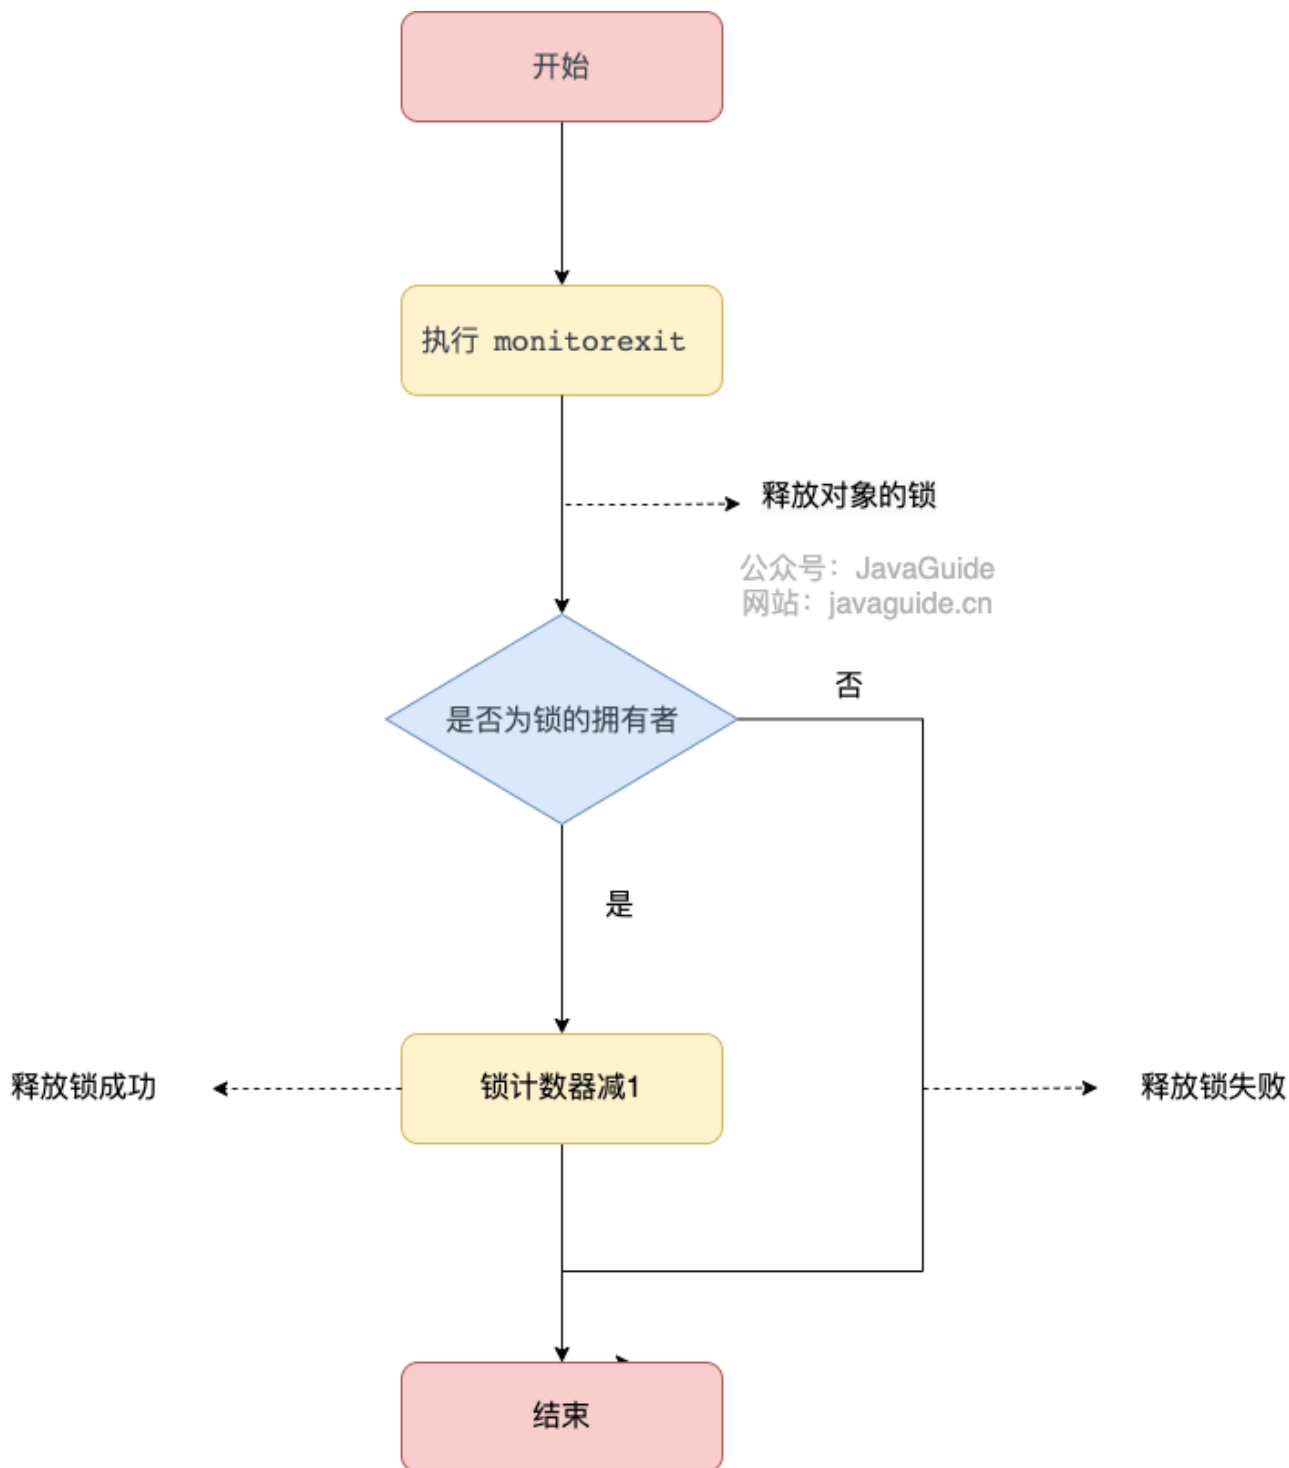 开始
执行 monitorexit
释放对象的锁
公众号：JavaGuide
网站：javaguide.cn
否
是否为锁的拥有者
是
释放锁成功
锁计数器减1
释放锁失败
结束